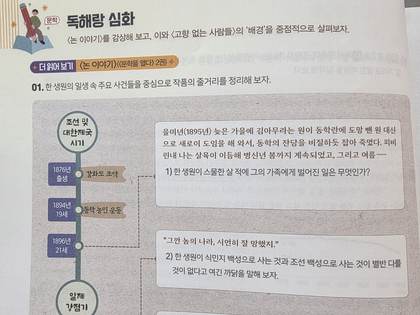 문학 독해랑 심화
〈논 이야기〉를 감상해 보고, 이와 〈고향 없는 사람들〉의 '배경'을 중점적으로 살펴보자.
+ 더 읽어 보기 〈논 이야기〉(〈문학을 열다〉 2권)
01. 한 생원의 일생 속 주요 사건들을 중심으로 작품의 줄거리를 정리해 보자.
조선 및
대한제국
시기
1876년
출생
강화도 조약
1894년
19세
동학 농민 운동
1896년
21세
일제
강점기
을미년(1895년) 늦은 가을에 김아무라는 원이 동학란에 도망 뺀 원 대신
으로 새로이 도임을 해 와서, 동학의 잔당을 비질하듯 잡아 죽였다. 피비
린내 나는 살육이 이듬해 병신년 봄까지 계속되었고, 그리고 여름—
1) 한 생원이 스물한 살 적에 그의 가족에게 벌어진 일은 무엇인가?
"그깐 놈의 나라, 시언히 잘 망했지."
2) 한 생원이 식민지 백성으로 사는 것과 조선 백성으로 사는 것이 별반 다를
것이 없다고 여긴 까닭을 말해 보자.